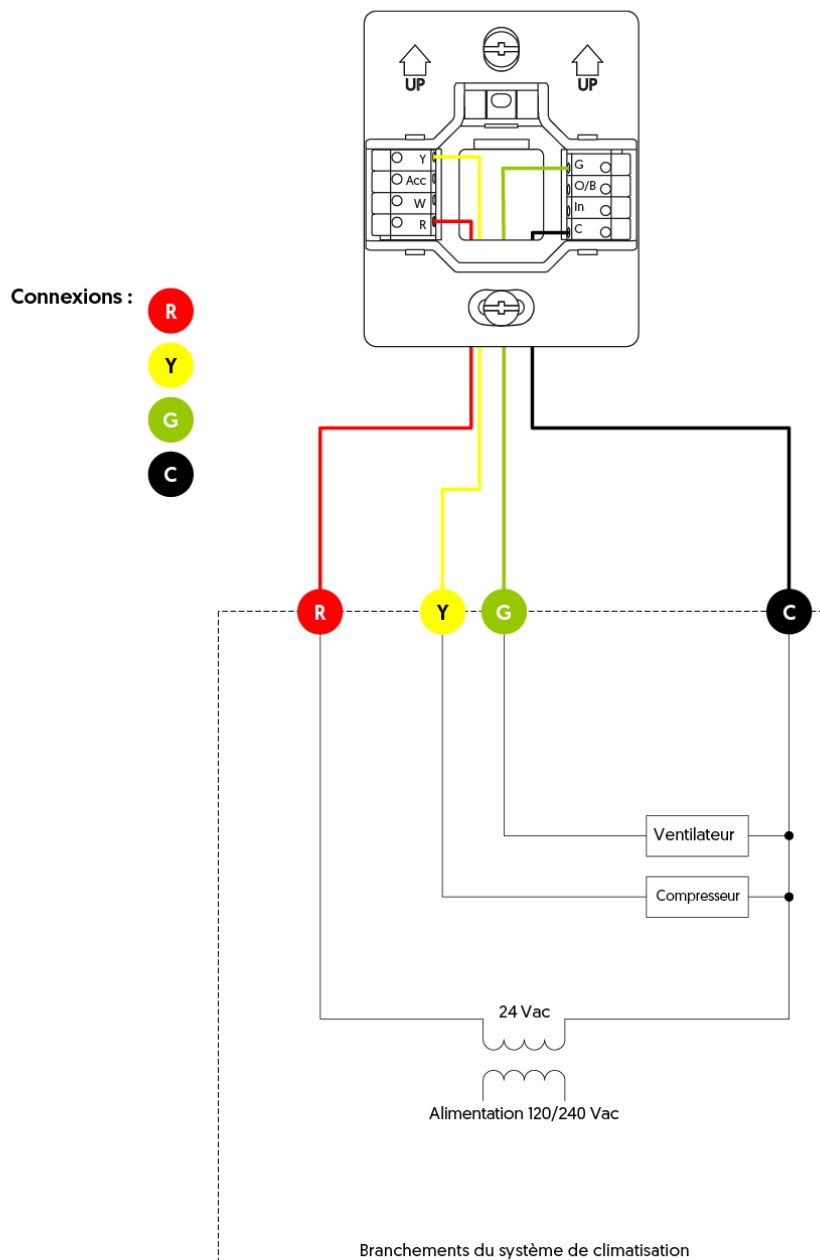 UP
UP
Y
Acc
W
R
G
O/B
In
C
Connexions :
R
Y
G
C
R
Y
G
C
Ventilateur
Compresseur
24 Vac
Alimentation 120/240 Vac
Branchements du système de climatisation